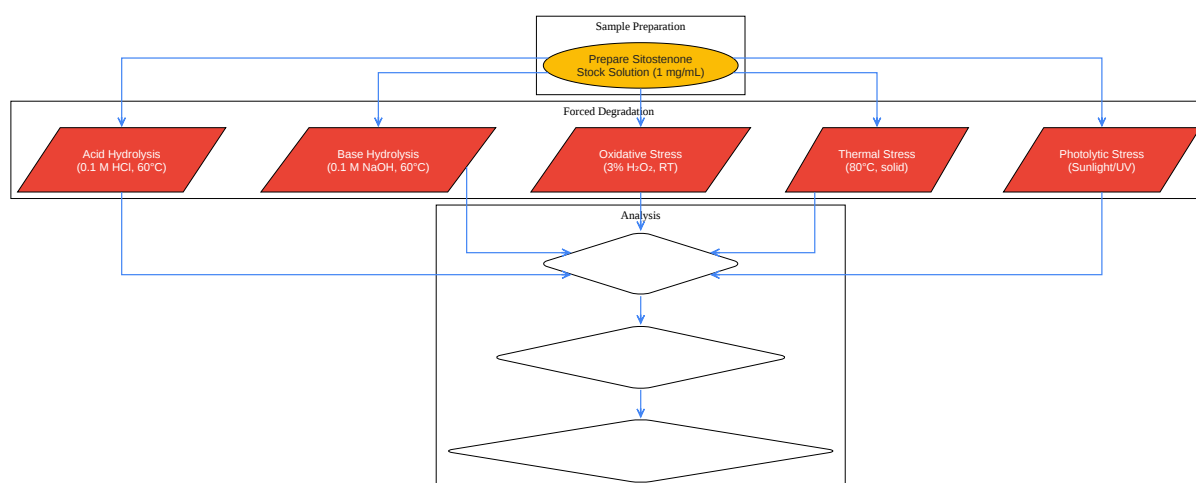 Sample Preparation
Prepare Sitostenone
Stock Solution (1 mg/mL)
Forced Degradation
Acid Hydrolysis
(0.1 M HCl, 60°C)
Base Hydrolysis
(0.1 M NaOH, 60°C)
Oxidative Stress
(3% H₂O₂, RT)
Thermal Stress
(80°C, solid)
Photolytic Stress
(Sunlight/UV)
Analysis